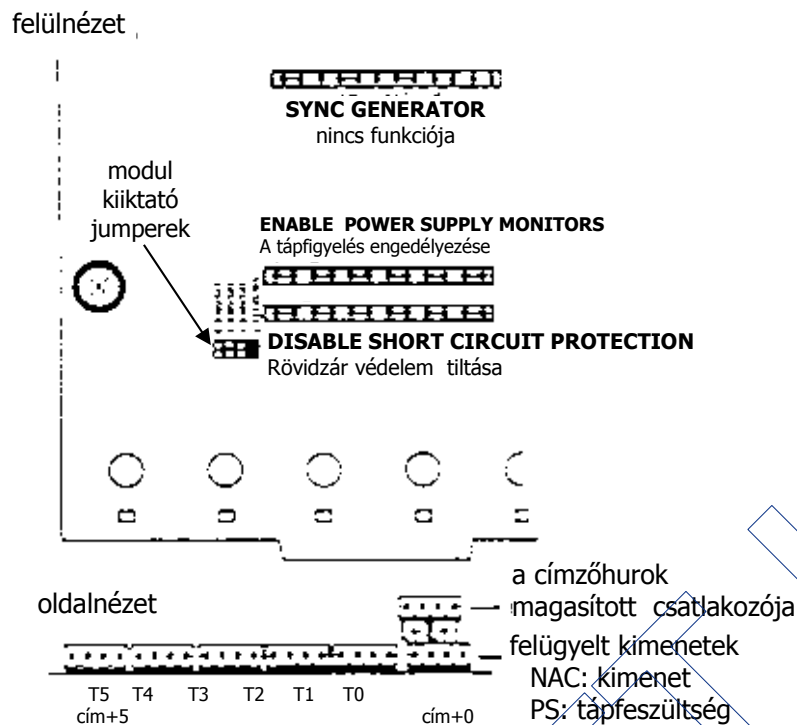 felülnézet
SYNC GENERATOR
nincs funkciója
modul
kiiktató
jumperek
ENABLE POWER SUPPLY MONITORS
A tápfigyelés engedélyezése
DISABLE SHORT CIRCUIT PROTECTION
Rövidzár védelem tiltása
oldalnézet
a címzőhurok
magasított csatlakozója
felügyelt kimenetek
NAC: kimenet
PS: tápfeszültség
T5 T4 T3 T2 T1 T0
cím+5 cím+0